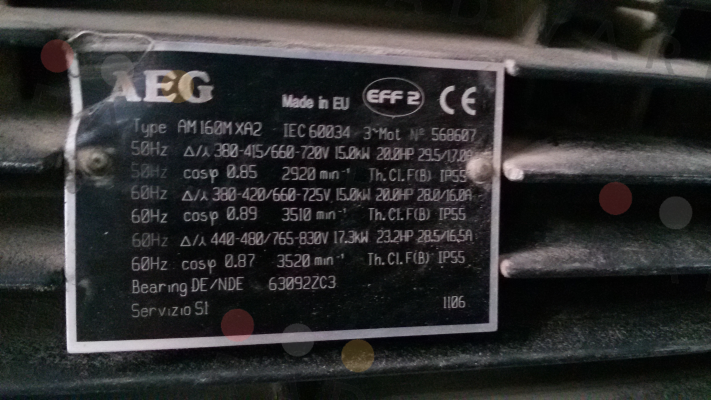 AEG
Made in EU EFF 2 CE
Type AM 160M XA2 IEC 60034 3~Mot N° 568607
50Hz Δ/⅄ 380-415/660-720V 15.0kW 20.0HP 29.5/17.0A
50Hz cosφ 0.85 2920 min⁻¹ Th.Cl.F(B) IP55
60Hz Δ/⅄ 380-420/660-725V 15.0kW 20.0HP 28.0/16.0A
60Hz cosφ 0.89 3510 min⁻¹ Th.Cl.F(B) IP55
60Hz Δ/⅄ 440-480/765-830V 17.3kW 23.2HP 28.5/16.5A
60Hz cosφ 0.87 3520 min⁻¹ Th.Cl.F(B) IP55
Bearing DE/NDE 63092ZC3
Servizio S1 1106